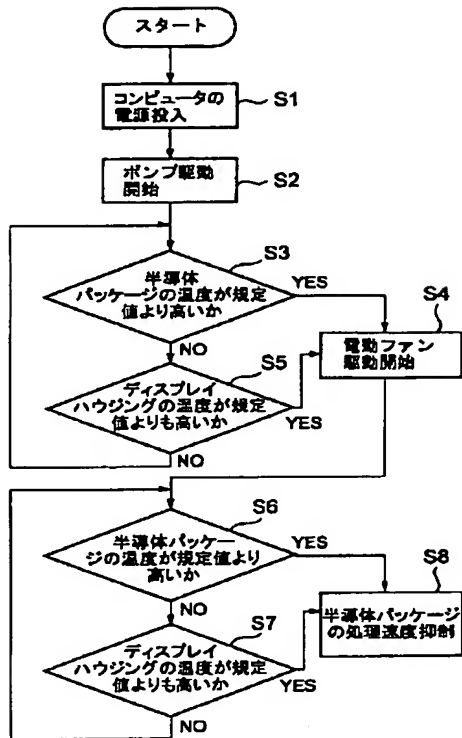 スタート
コンピュータの
電源投入
S1
ポンプ駆動
開始
S2
S3
半導体
パッケージの温度が規定
値より高いか
YES
NO
S4
電動ファン
駆動開始
S5
ディスプレイ
ハウジングの温度が規定
値よりも高いか
YES
NO
S6
半導体パッケー
ジの温度が規定値より
高いか
YES
NO
S7
ディスプレイ
ハウジングの温度が規定
値よりも高いか
YES
NO
S8
半導体パッケージ
の処理速度抑制